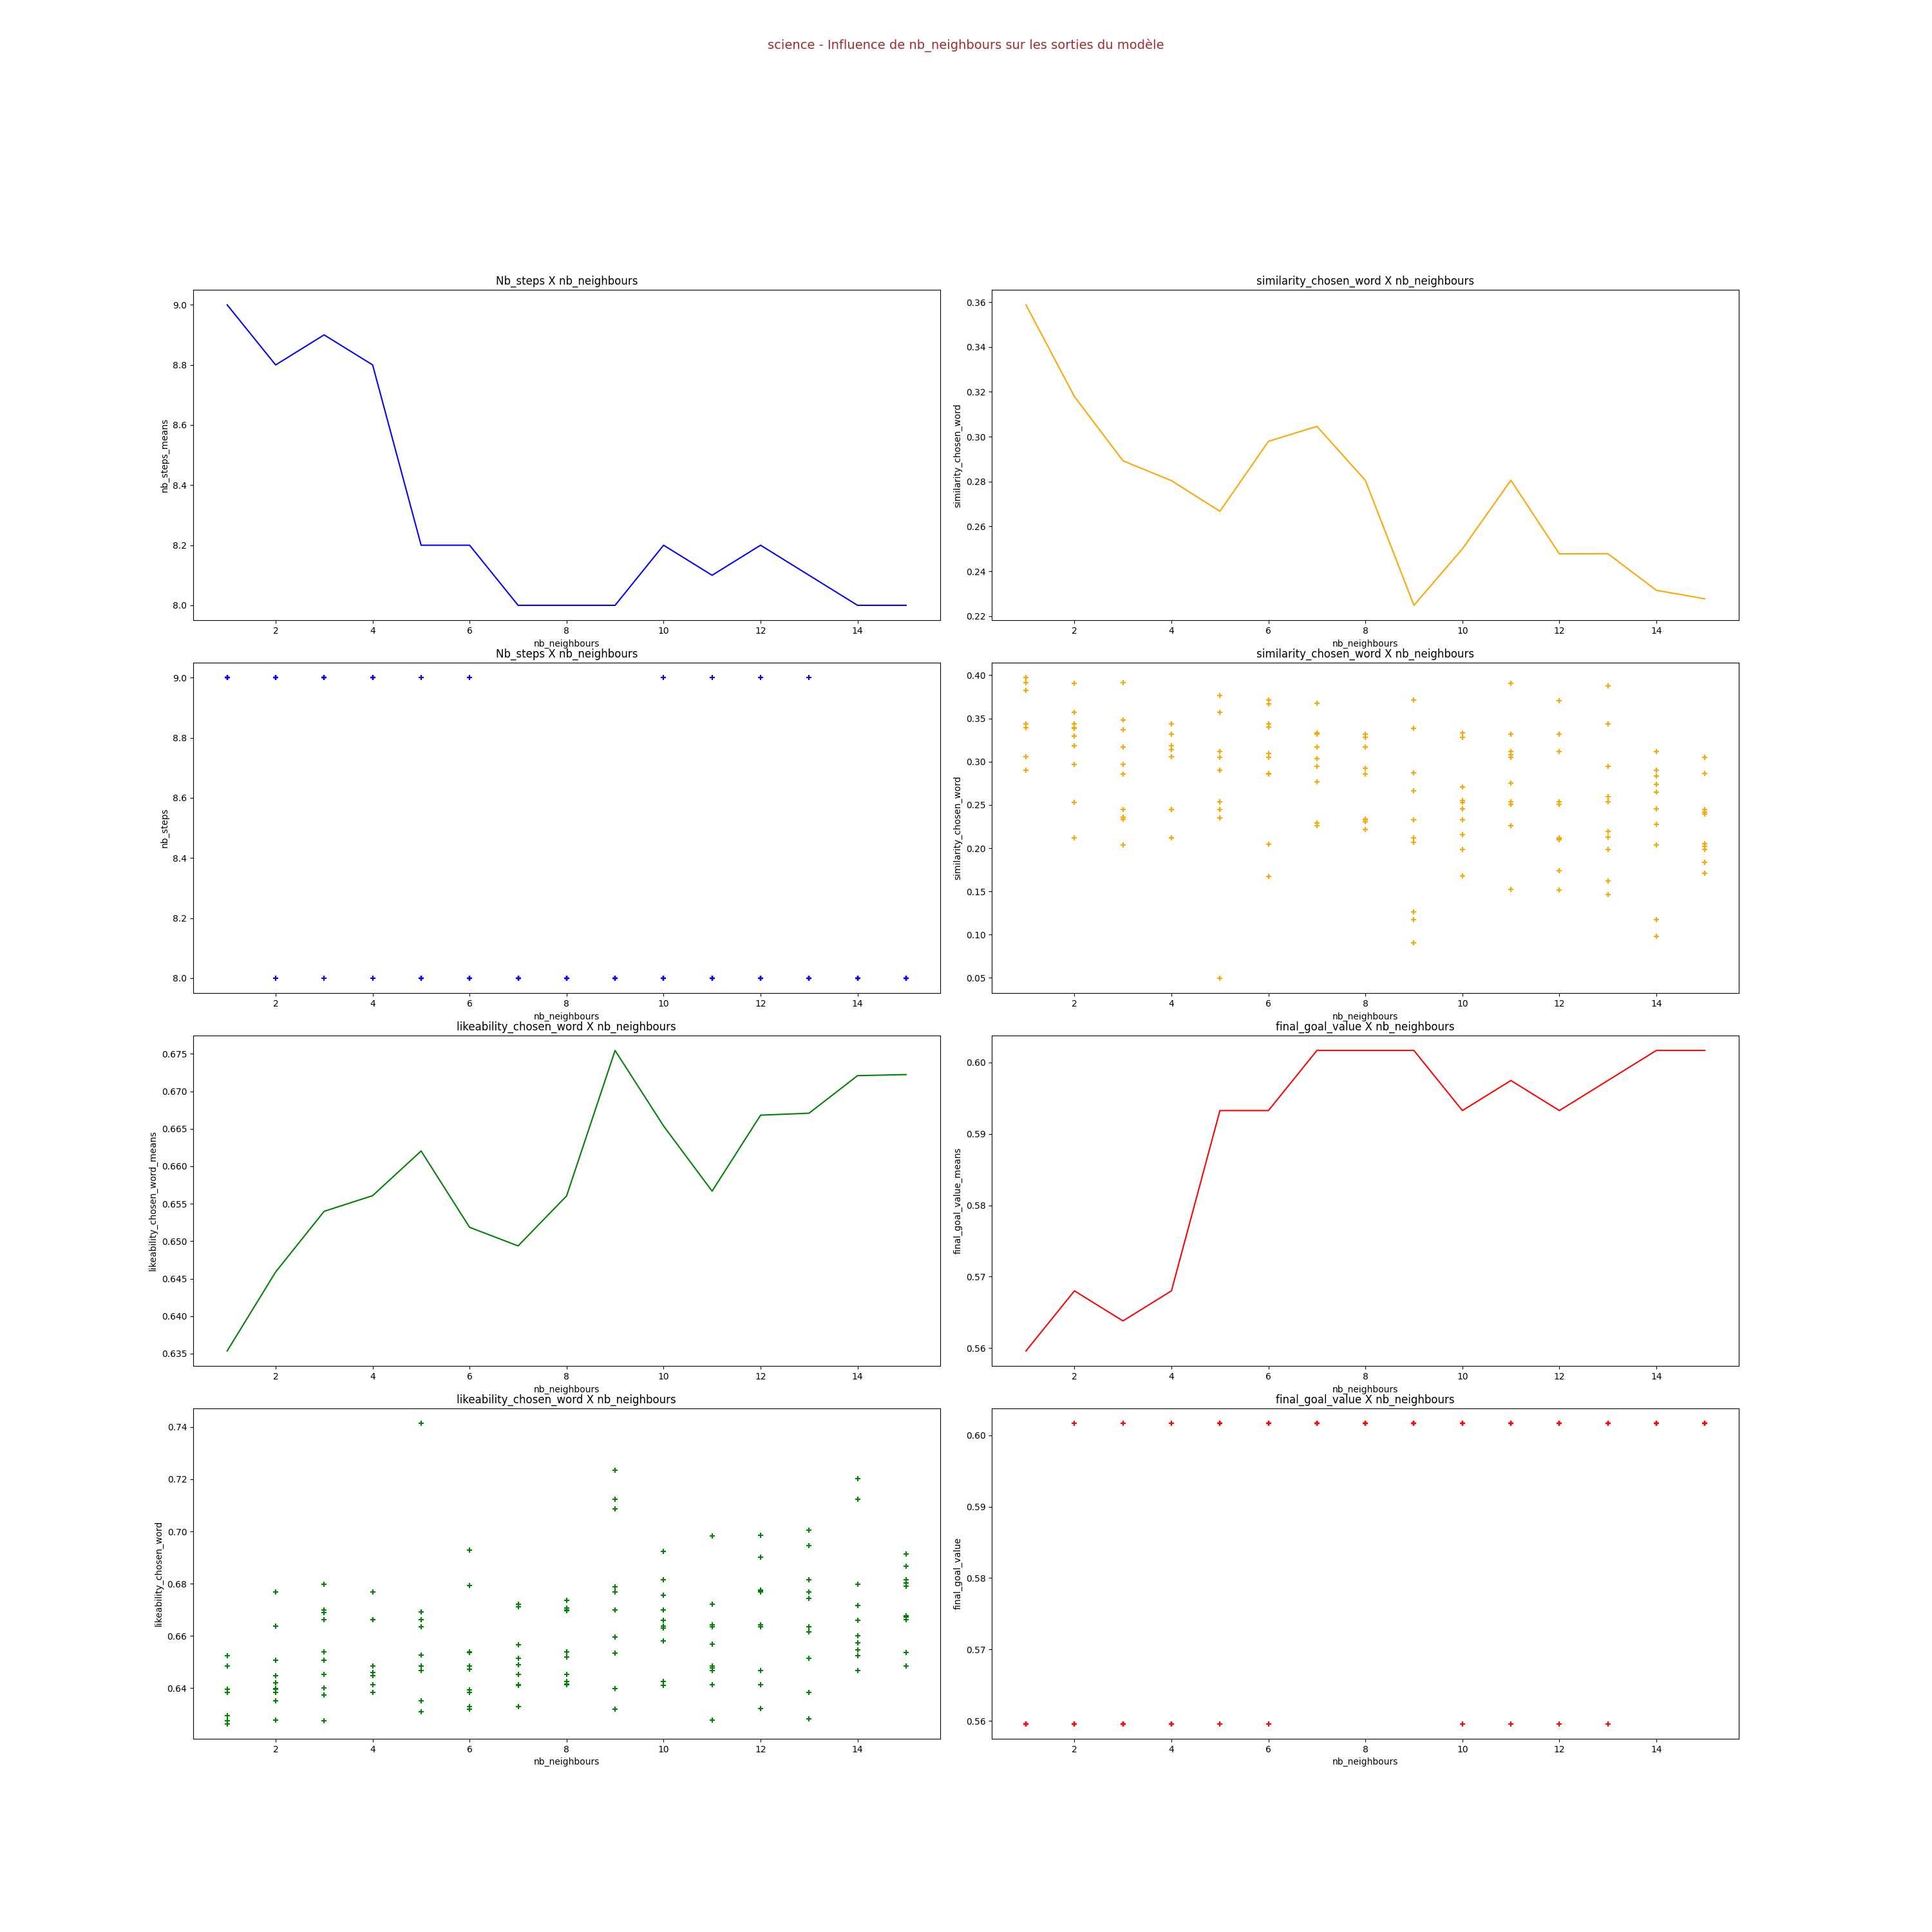 science - Influence de nb_neighbours sur les sorties du modèle
Nb_steps X nb_neighbours
9.0
8.8
8.6
8.4
8.2
8.0
nb_steps_means
2 4 6 8 10 12 14
nb_neighbours
similarity_chosen_word X nb_neighbours
0.36
0.34
0.32
0.30
0.28
0.26
0.24
0.22
similarity_chosen_word
2 4 6 8 10 12 14
nb_neighbours
Nb_steps X nb_neighbours
9.0
8.8
8.6
8.4
8.2
8.0
nb_steps
2 4 6 8 10 12 14
nb_neighbours
similarity_chosen_word X nb_neighbours
0.40
0.35
0.30
0.25
0.20
0.15
0.10
0.05
similarity_chosen_word
2 4 6 8 10 12 14
nb_neighbours
likeability_chosen_word X nb_neighbours
0.675
0.670
0.665
0.660
0.655
0.650
0.645
0.640
0.635
likeability_chosen_word_means
2 4 6 8 10 12 14
nb_neighbours
final_goal_value X nb_neighbours
0.60
0.59
0.58
0.57
0.56
final_goal_value_means
2 4 6 8 10 12 14
nb_neighbours
likeability_chosen_word X nb_neighbours
0.74
0.72
0.70
0.68
0.66
0.64
likeability_chosen_word
2 4 6 8 10 12 14
nb_neighbours
final_goal_value X nb_neighbours
0.60
0.59
0.58
0.57
0.56
final_goal_value
2 4 6 8 10 12 14
nb_neighbours